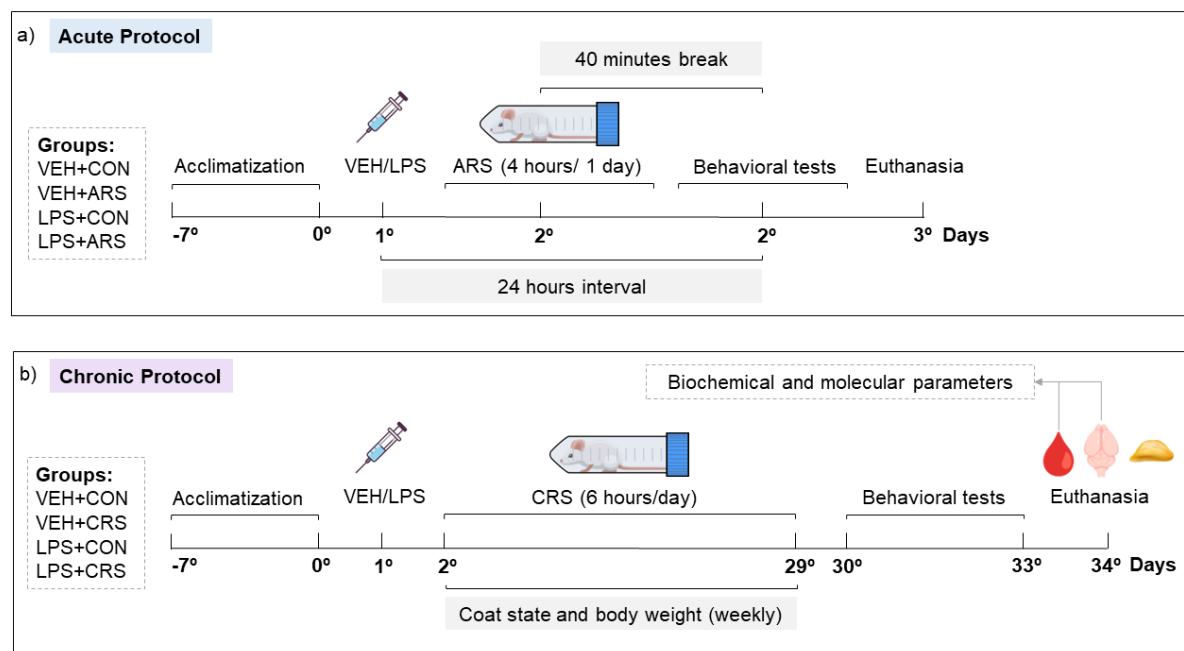 a) Acute Protocol
40 minutes break
Groups:
VEH+CON
VEH+ARS
LPS+CON
LPS+ARS
Acclimatization VEH/LPS ARS (4 hours/ 1 day) Behavioral tests Euthanasia
-7º 0º 1º 2º 2º 3º Days
24 hours interval
b) Chronic Protocol
Biochemical and molecular parameters
Groups:
VEH+CON
VEH+CRS
LPS+CON
LPS+CRS
Acclimatization VEH/LPS CRS (6 hours/day) Behavioral tests Euthanasia
-7º 0º 1º 2º 29º 30º 33º 34º Days
Coat state and body weight (weekly)